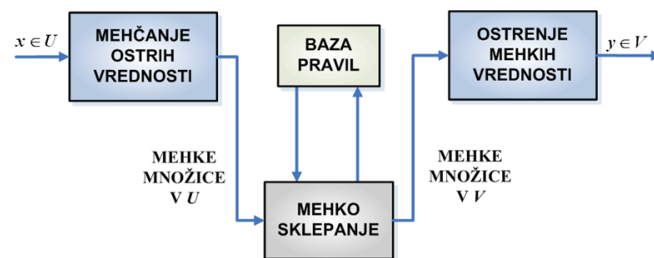 x ∈ U
MEHČANJE
OSTRIH
VREDNOSTI
BAZA
PRAVIL
OSTRENJE
MEHKIH
VREDNOSTI
y ∈ V
MEHKE
MNOŽICE
V U
MEHKO
SKLEPANJE
MEHKE
MNOŽICE
V V